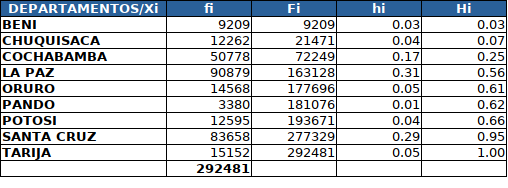 DEPARTAMENTOS/Xi fi Fi hi Hi
BENI 9209 9209 0.03 0.03
CHUQUISACA 12262 21471 0.04 0.07
COCHABAMBA 50778 72249 0.17 0.25
LA PAZ 90879 163128 0.31 0.56
ORURO 14568 177696 0.05 0.61
PANDO 3380 181076 0.01 0.62
POTOSI 12595 193671 0.04 0.66
SANTA CRUZ 83658 277329 0.29 0.95
TARIJA 15152 292481 0.05 1.00
292481